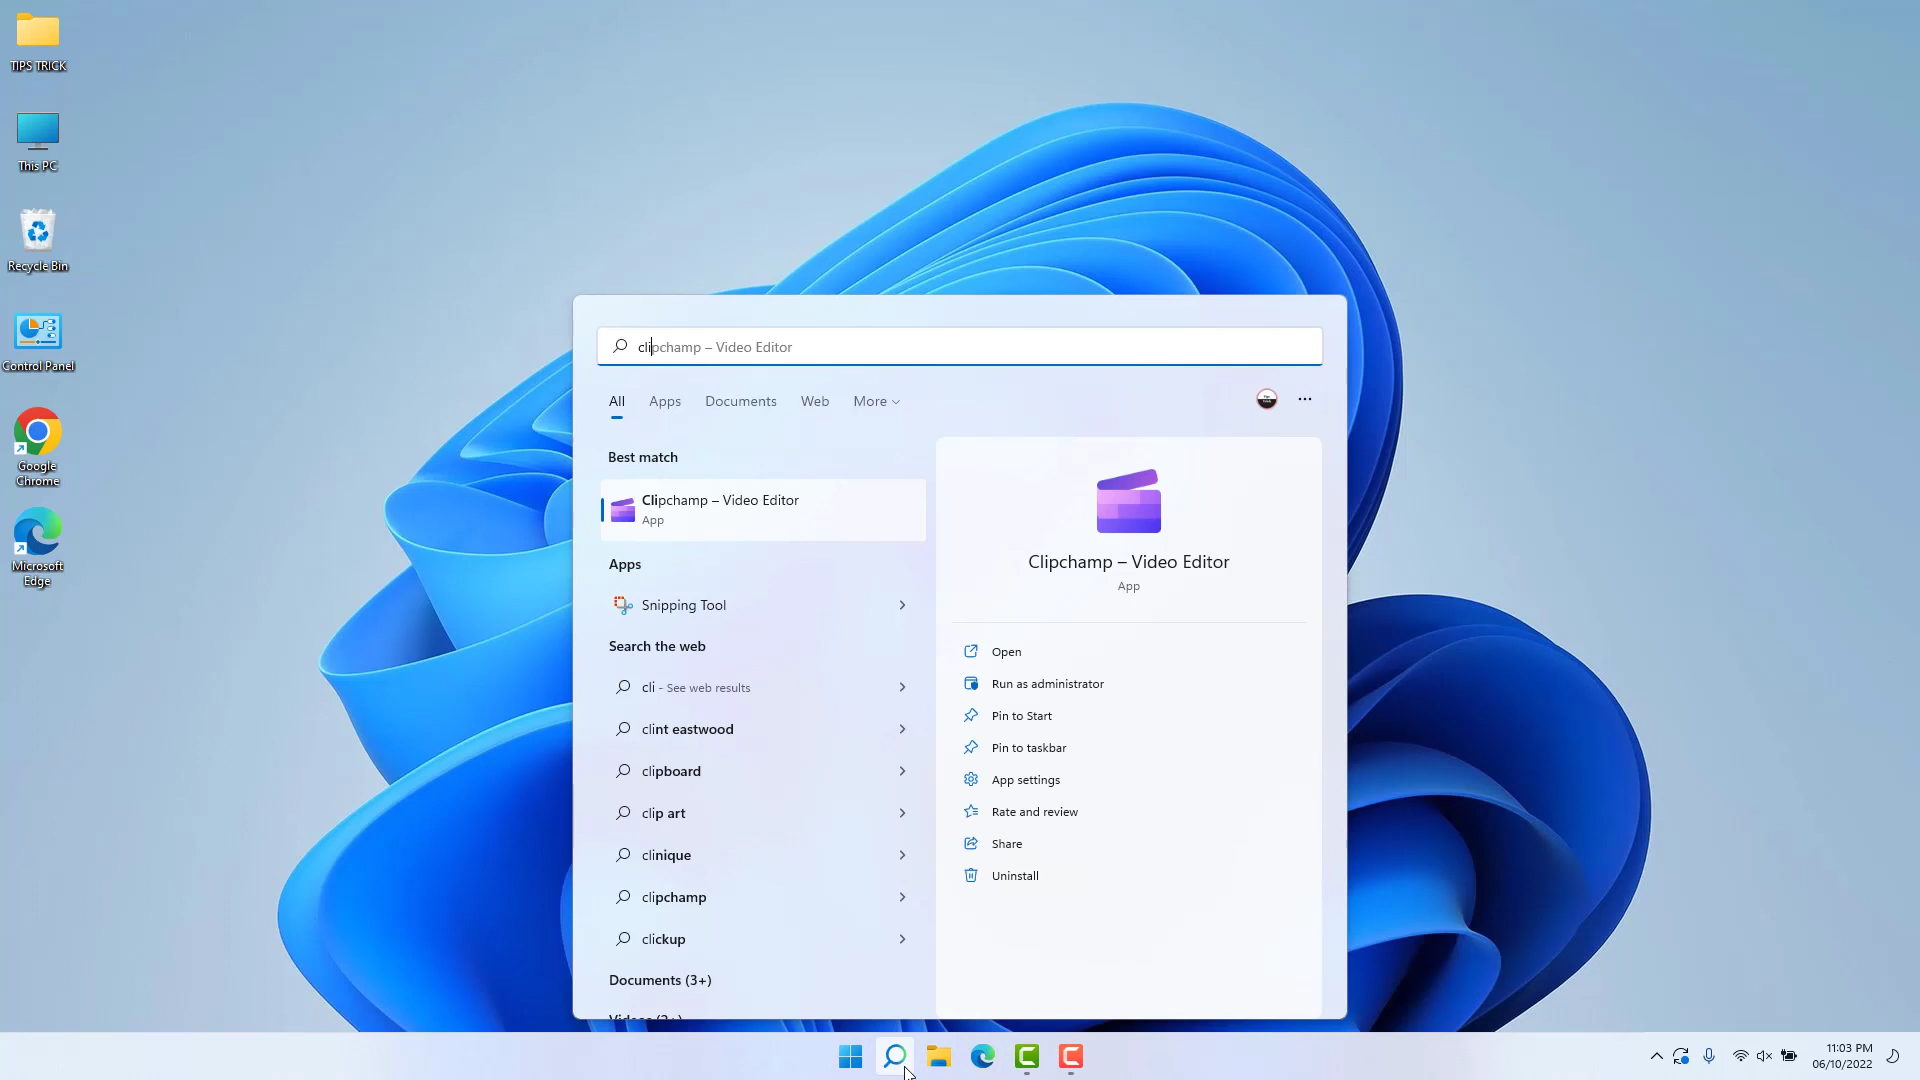 TIPS TRICK
This PC
Recycle Bin
Control Panel
Google
Chrome
Microsoft
Edge
clipchamp – Video Editor
All Apps Documents Web More
Best match
Clipchamp – Video Editor
App
Apps
Snipping Tool
Search the web
cli - See web results
clint eastwood
clipboard
clip art
clinique
clipchamp
clickup
Documents (3+)
Clipchamp – Video Editor
App
Open
Run as administrator
Pin to Start
Pin to taskbar
App settings
Rate and review
Share
Uninstall
11:03 PM
06/10/2022